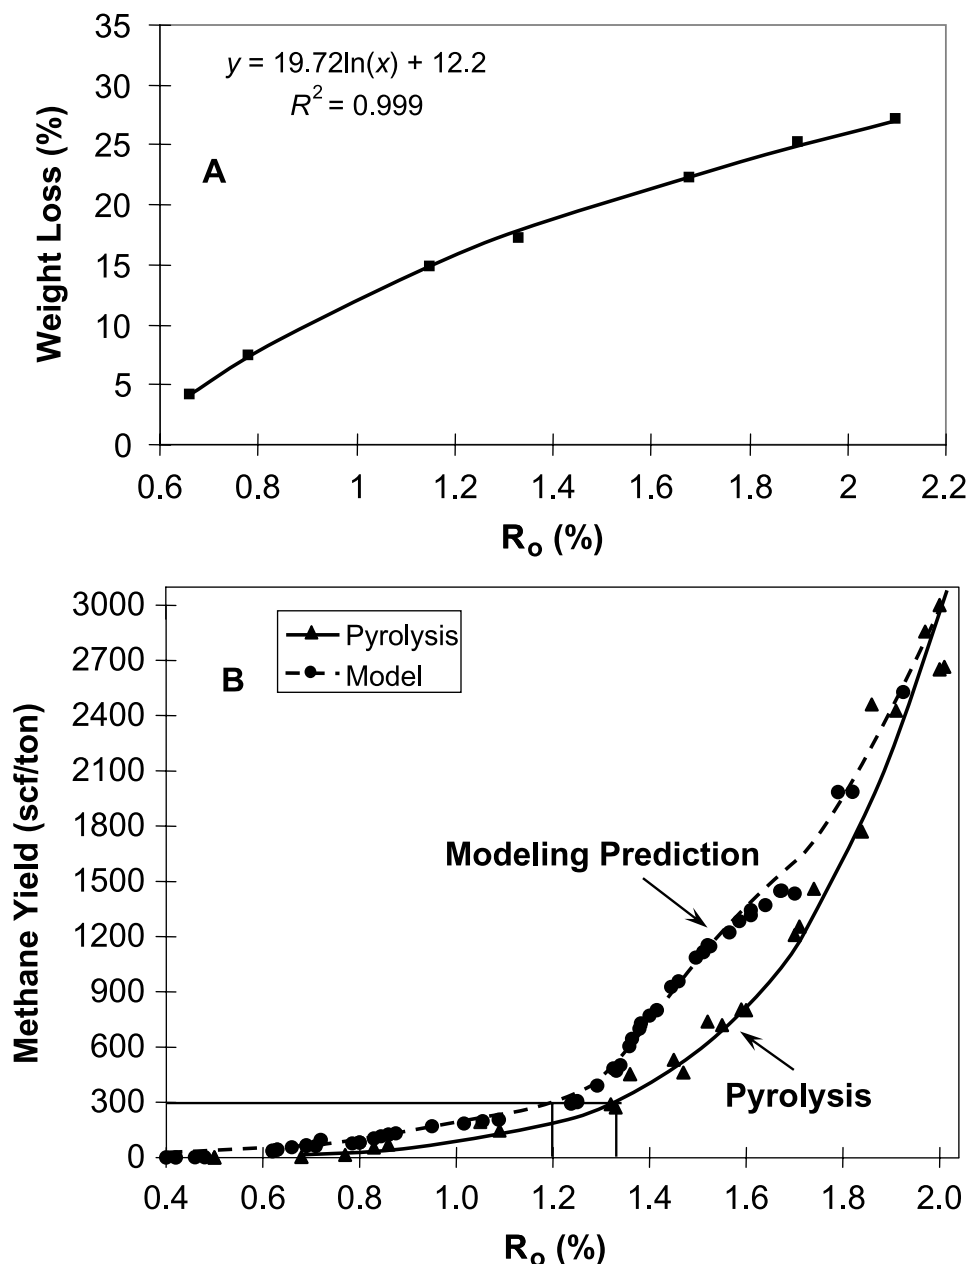 35
30
25
20
15
10
5
0
Weight Loss (%)
y = 19.72ln(x) + 12.2
R² = 0.999
A
0.6 0.8 1 1.2 1.4 1.6 1.8 2 2.2
Rₒ (%)
3000
2700
2400
2100
1800
1500
1200
900
600
300
0
Methane Yield (scf/ton)
Pyrolysis
Model
B
Modeling Prediction
Pyrolysis
0.4 0.6 0.8 1.0 1.2 1.4 1.6 1.8 2.0
Rₒ (%)